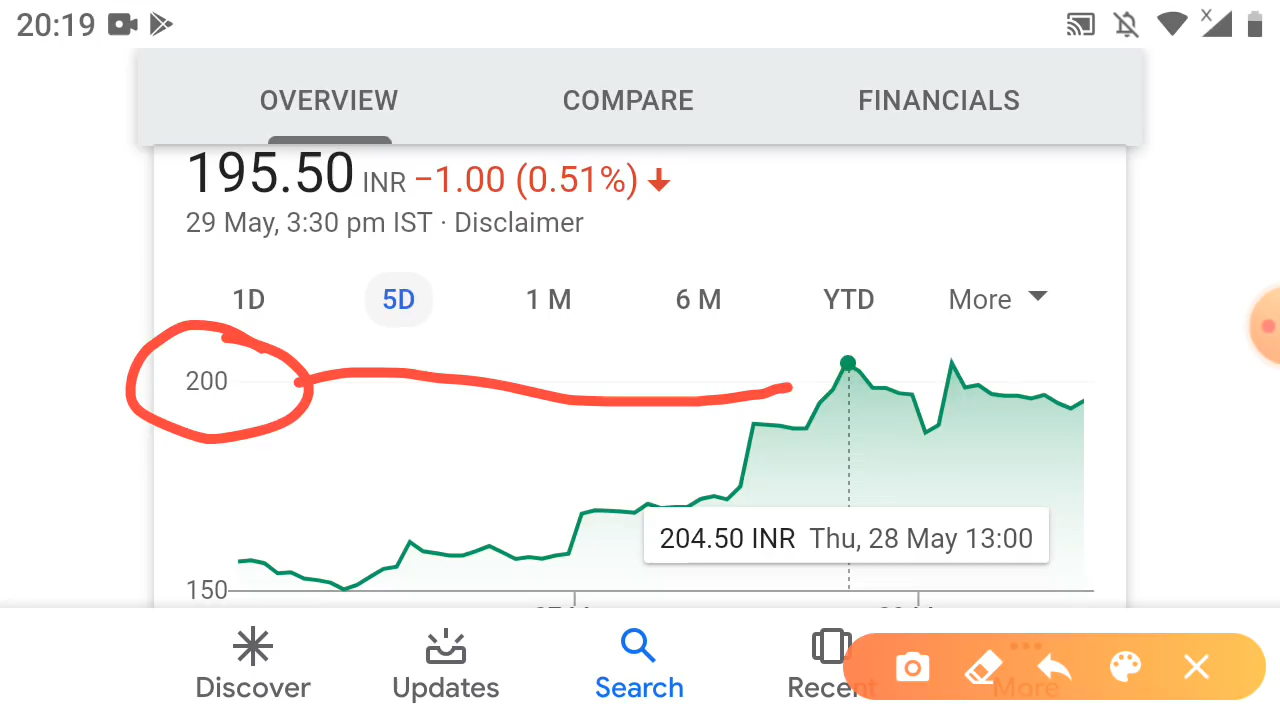 20:19
OVERVIEW COMPARE FINANCIALS
195.50 INR −1.00 (0.51%)
29 May, 3:30 pm IST · Disclaimer
1D 5D 1 M 6 M YTD More
200
204.50 INR Thu, 28 May 13:00
150
Discover Updates Search Recent More